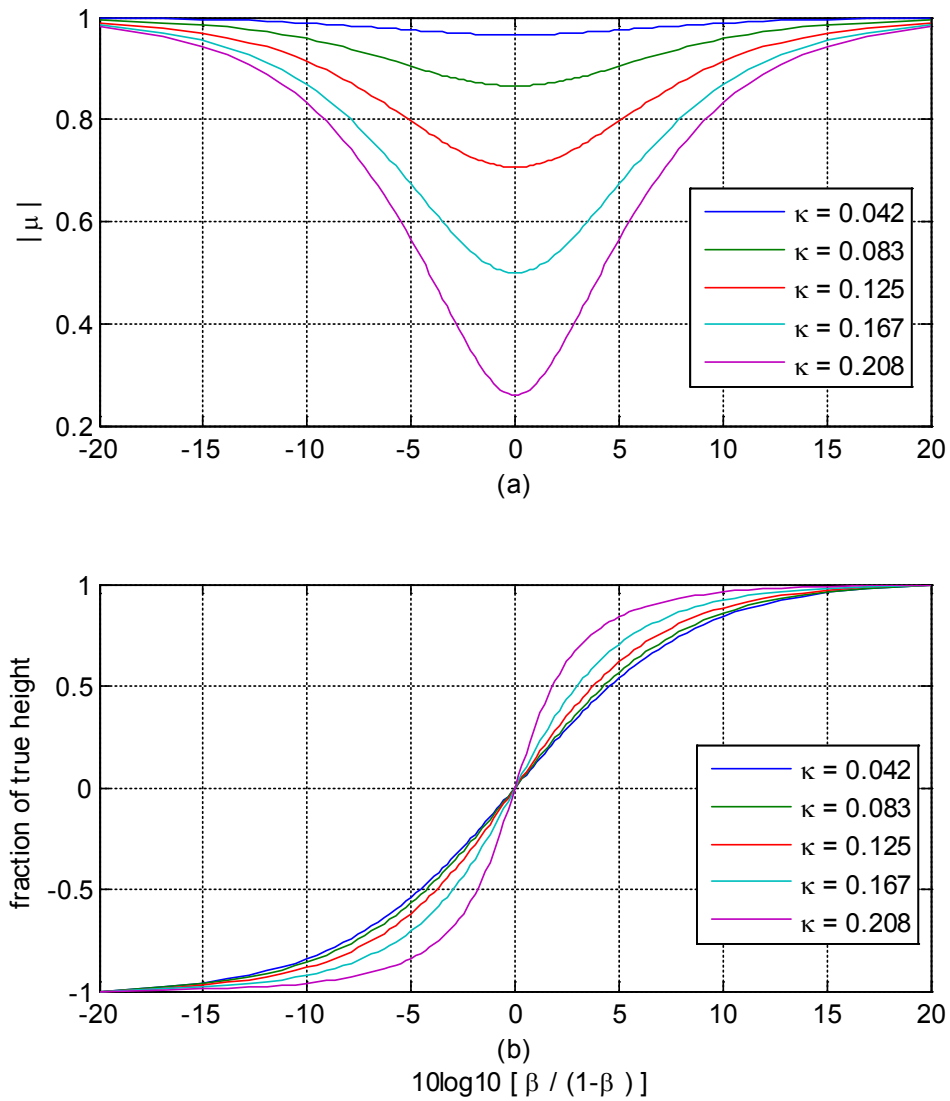 1
0.8
0.6
0.4
0.2
| μ |
κ = 0.042
κ = 0.083
κ = 0.125
κ = 0.167
κ = 0.208
-20 -15 -10 -5 0 5 10 15 20
(a)
1
0.5
0
-0.5
-1
fraction of true height
κ = 0.042
κ = 0.083
κ = 0.125
κ = 0.167
κ = 0.208
-20 -15 -10 -5 0 5 10 15 20
(b)
10log10 [ β / (1-β ) ]